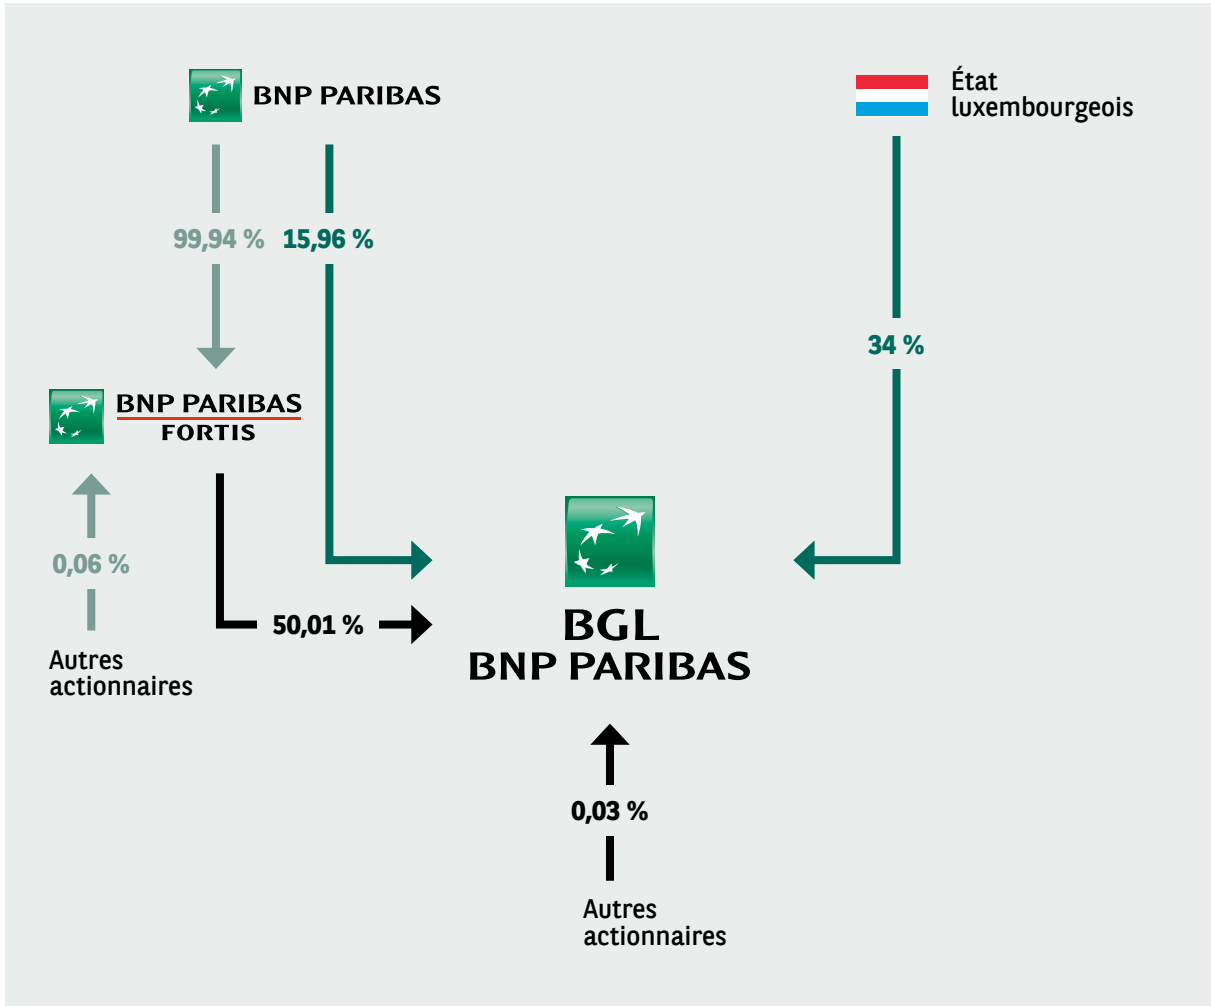 BNP PARIBAS
État
luxembourgeois
99,94 %
15,96 %
34 %
BNP PARIBAS
FORTIS
0,06 %
50,01 %
Autres
actionnaires
BGL
BNP PARIBAS
0,03 %
Autres
actionnaires